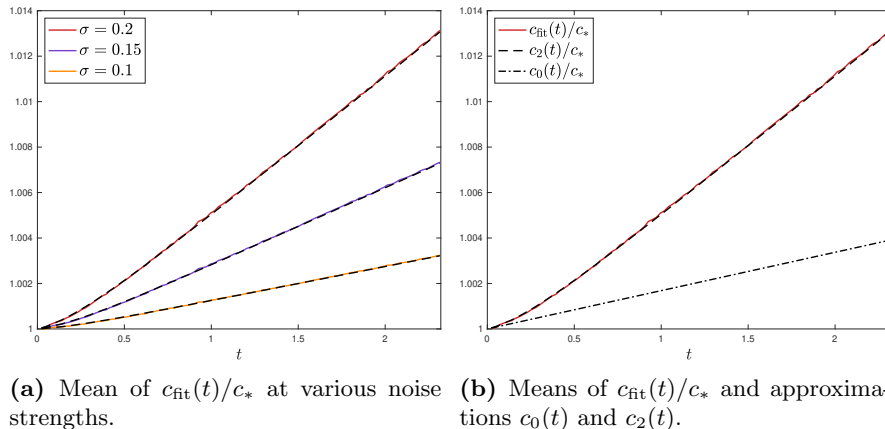 1.014
1.012
1.01
1.008
1.006
1.004
1.002
1
0
0.5
1
1.5
2
t
σ = 0.2
σ = 0.15
σ = 0.1
1.014
1.012
1.01
1.008
1.006
1.004
1.002
1
0
0.5
1
1.5
2
t
c_fit(t)/c_*
c_2(t)/c_*
c_0(t)/c_*
(a) Mean of c_fit(t)/c_* at various noise
strengths.
(b) Means of c_fit(t)/c_* and approxima-
tions c_0(t) and c_2(t).